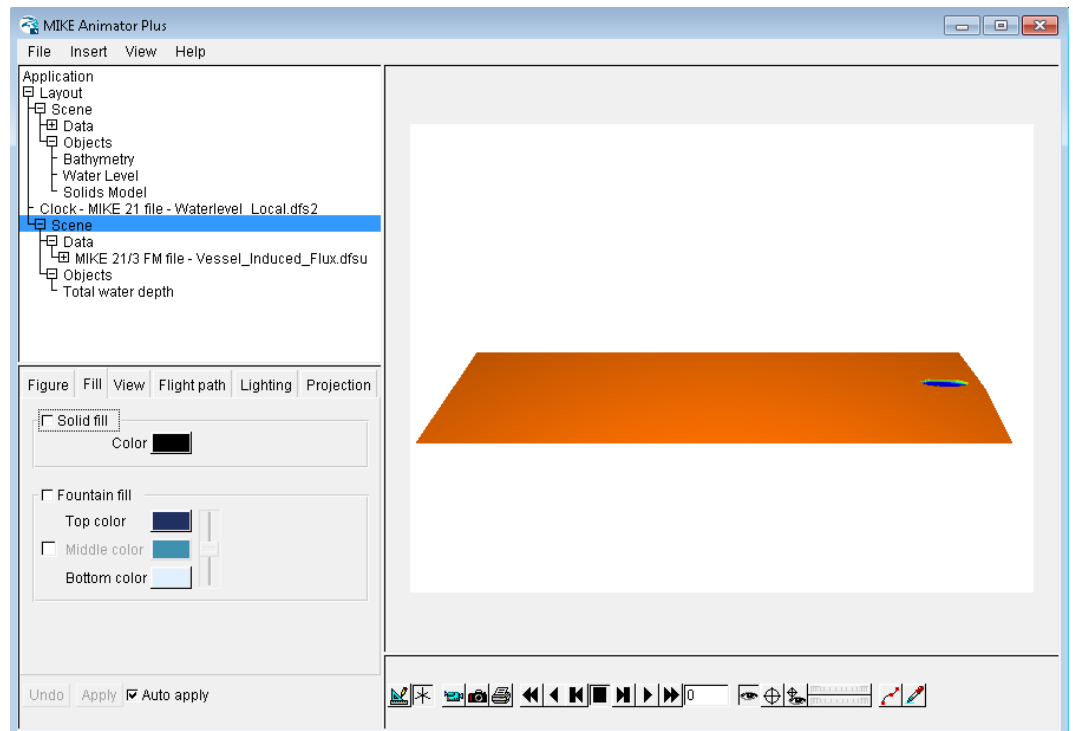 MIKE Animator Plus
File Insert View Help
Application
Layout
Scene
Data
Objects
Bathymetry
Water Level
Solids Model
Clock - MIKE 21 file - Waterlevel_Local.dfs2
Scene
Data
MIKE 21/3 FM file - Vessel_Induced_Flux.dfsu
Objects
Total water depth
Figure Fill View Flight path Lighting Projection
Solid fill
Color
Fountain fill
Top color
Middle color
Bottom color
Undo Apply Auto apply
0